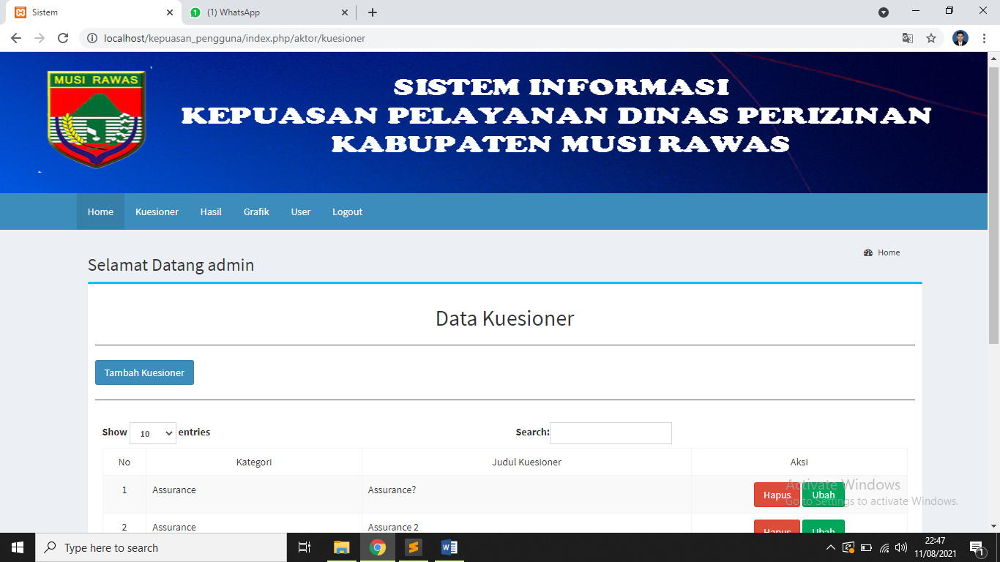 Sistem
(1) WhatsApp
localhost/kepuasan_pengguna/index.php/aktor/kuesioner
MUSI RAWAS
SISTEM INFORMASI
KEPUASAN PELAYANAN DINAS PERIZINAN
KABUPATEN MUSI RAWAS
Home Kuesioner Hasil Grafik User Logout
Home
Selamat Datang admin
Data Kuesioner
Tambah Kuesioner
Show 10 entries Search:
No Kategori Judul Kuesioner Aksi
1 Assurance Assurance? Hapus Ubah
Activate Windows
Go to Settings to activate Windows.
2 Assurance Assurance 2 Hapus Ubah
Type here to search
22:47
11/08/2021
1